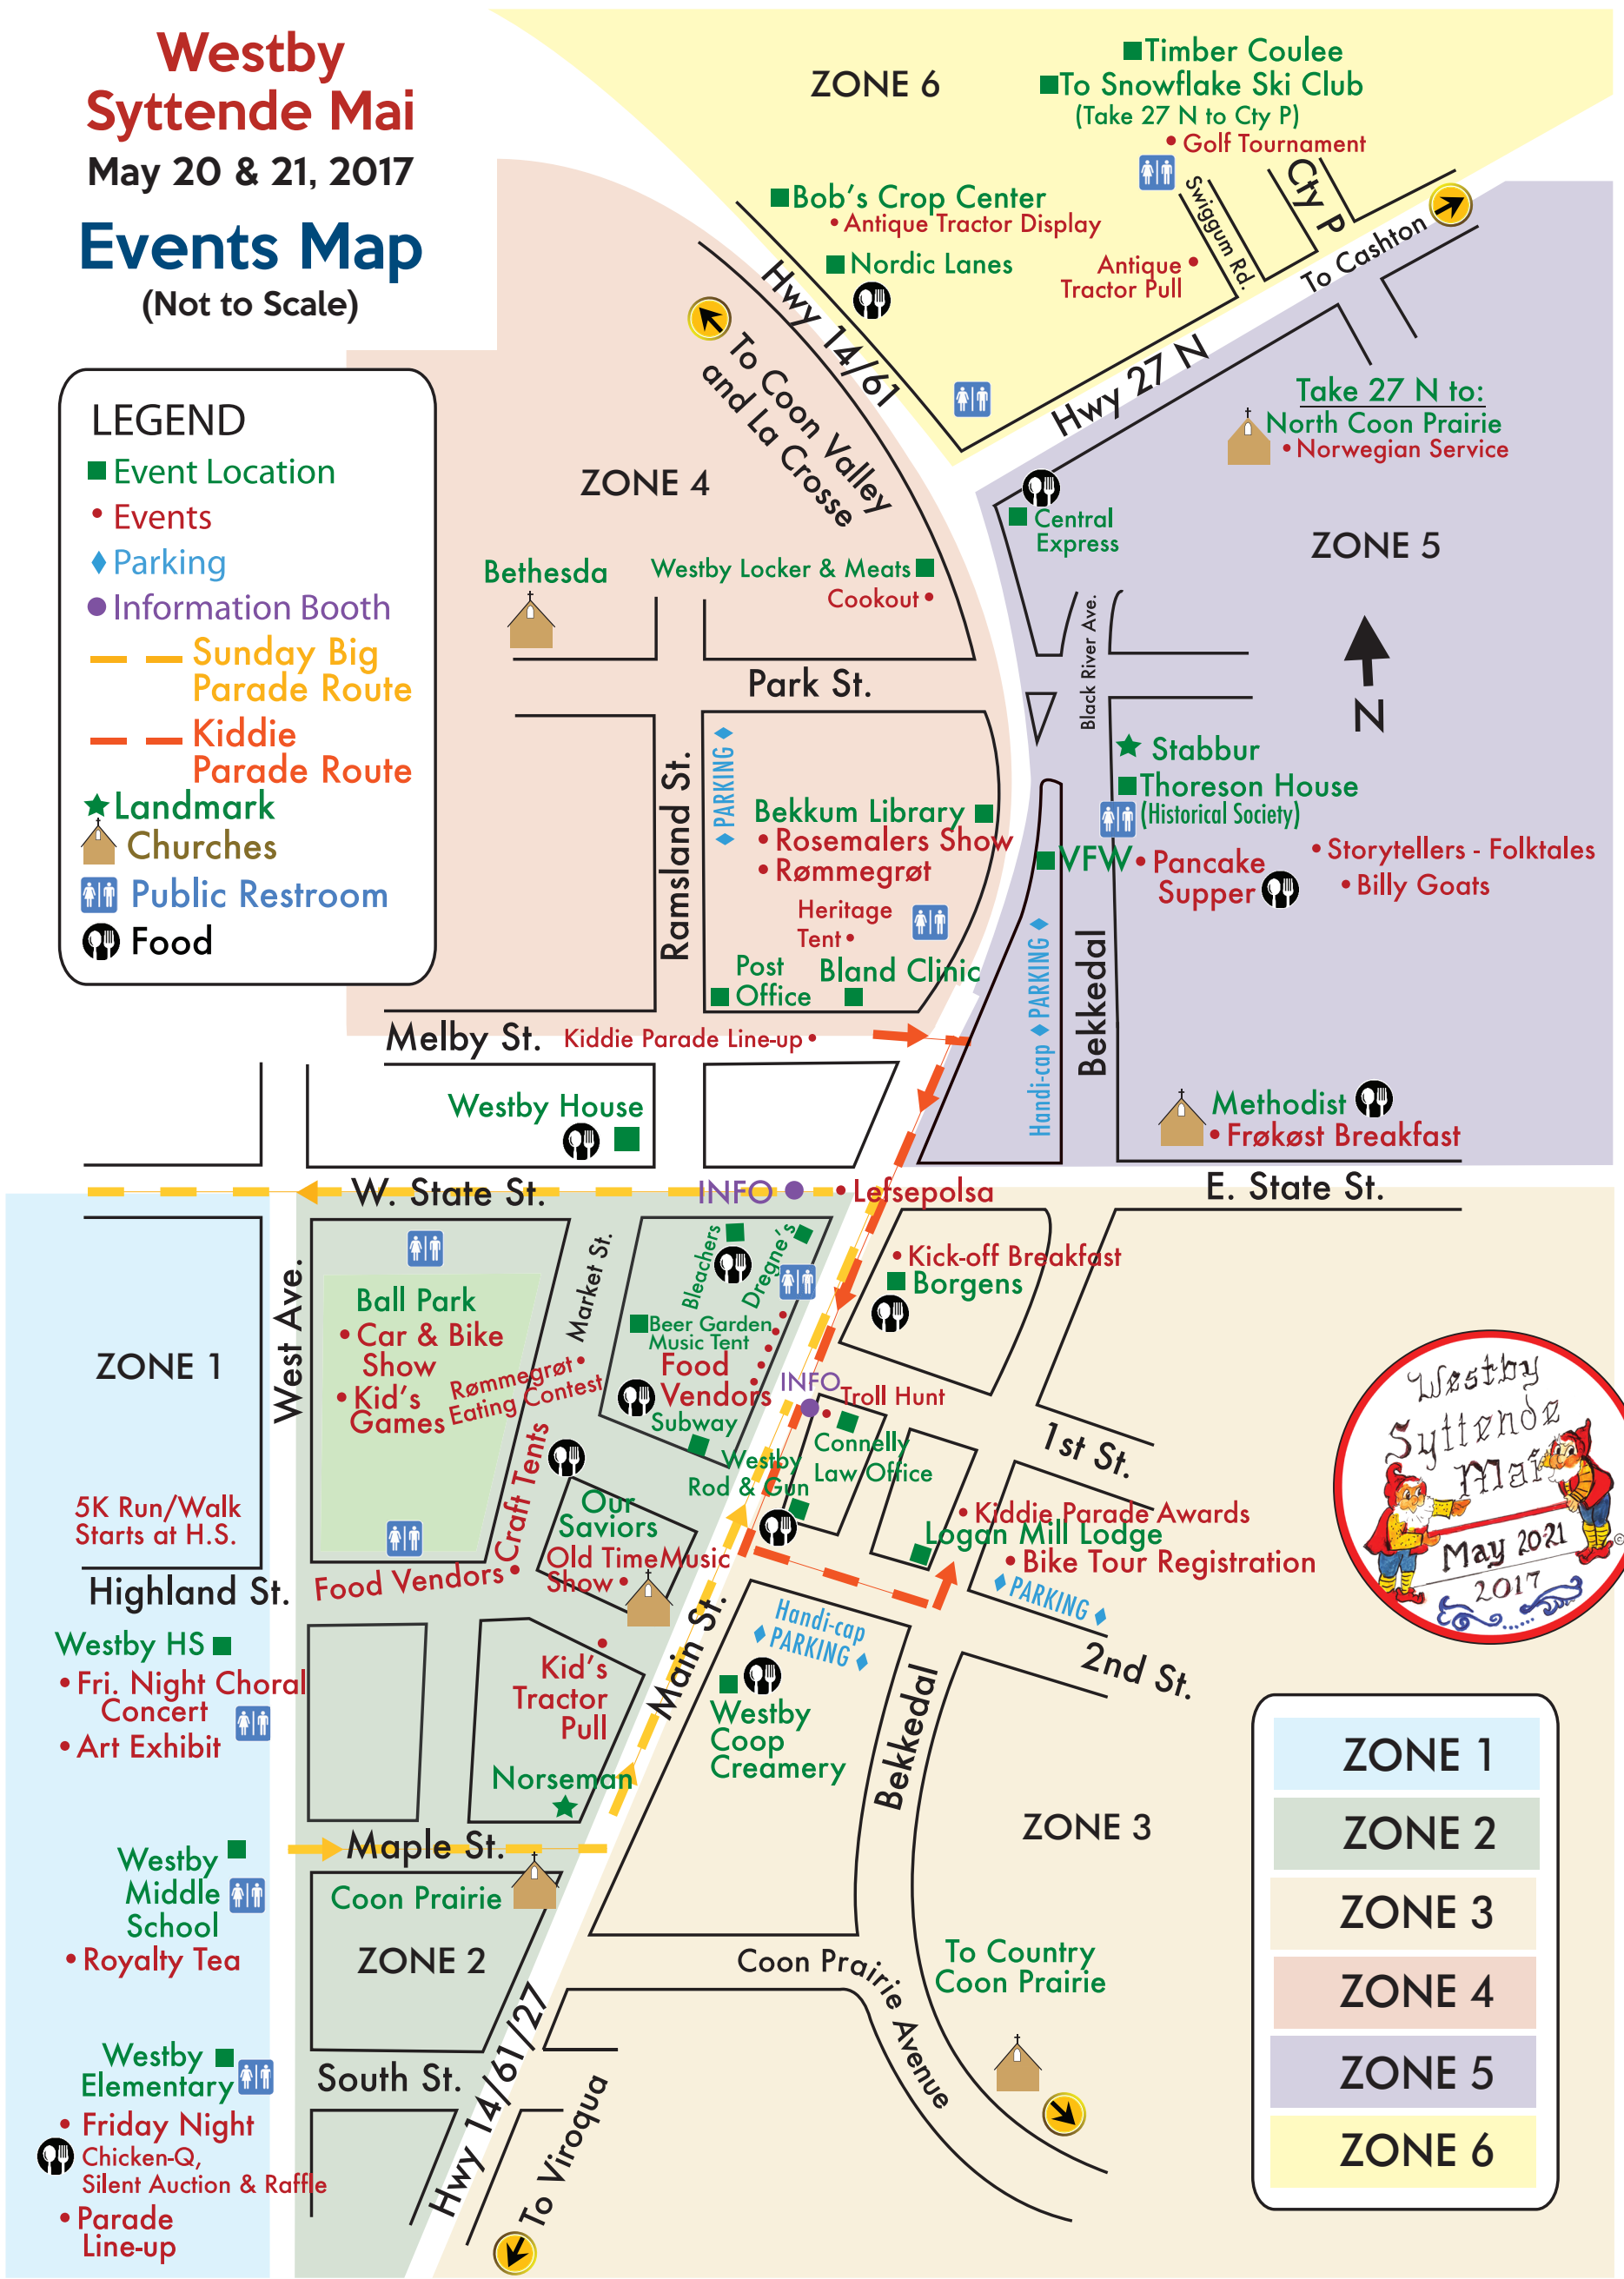 Westby
Syttende Mai
May 20 & 21, 2017
Events Map
(Not to Scale)
LEGEND
Event Location
Events
Parking
Information Booth
Sunday Big
Parade Route
Kiddie
Parade Route
Landmark
Churches
Public Restroom
Food
ZONE 6
Timber Coulee
To Snowflake Ski Club
(Take 27 N to Cty P)
• Golf Tournament
Bob's Crop Center
• Antique Tractor Display
Nordic Lanes
Antique •
Tractor Pull
Swiggum Rd.
Cty P
To Cashton
Hwy 14/61
Hwy 27 N
To Coon Valley
and La Crosse
ZONE 4
Bethesda
Westby Locker & Meats
Cookout •
Park St.
Ramsland St.
PARKING
Bekkum Library
• Rosemalers Show
• Rømmegrøt
Heritage
Tent •
Post
Office
Bland Clinic
Melby St.
Kiddie Parade Line-up •
Take 27 N to:
North Coon Prairie
• Norwegian Service
Central
Express
ZONE 5
N
Black River Ave.
Stabbur
Thoreson House
(Historical Society)
VFW
• Pancake
Supper
• Storytellers - Folktales
• Billy Goats
Handi-cap PARKING
Bekkedal
Methodist
• Frøkøst Breakfast
Westby House
W. State St.
INFO
• Lefsepolsa
E. State St.
ZONE 1
West Ave.
Ball Park
• Car & Bike
Show
• Kid's
Games
Market St.
Rømmegrøt •
Eating Contest
Bleachers
Dregne's
Beer Garden
Music Tent
Food
Vendors
Subway
• Kick-off Breakfast
Borgens
INFO
• Troll Hunt
Connelly
Law Office
Westby
Rod & Gun
1st St.
• Kiddie Parade Awards
Logan Mill Lodge
• Bike Tour Registration
PARKING
2nd St.
Craft Tents
Food Vendors •
Our
Saviors
Old Time Music
Show •
5K Run/Walk
Starts at H.S.
Highland St.
Westby HS
• Fri. Night Choral
Concert
• Art Exhibit
Kid's
Tractor
Pull
Norseman
Main St.
Handi-cap
PARKING
Westby
Coop
Creamery
Bekkedal
ZONE 3
Maple St.
Westby
Middle
School
• Royalty Tea
Coon Prairie
ZONE 2
South St.
Coon Prairie Avenue
To Country
Coon Prairie
Westby
Elementary
• Friday Night
Chicken-Q,
Silent Auction & Raffle
• Parade
Line-up
Hwy 14/61/27
To Viroqua
Westby
Syttende
Mai
May 2021
2017
©
ZONE 1
ZONE 2
ZONE 3
ZONE 4
ZONE 5
ZONE 6